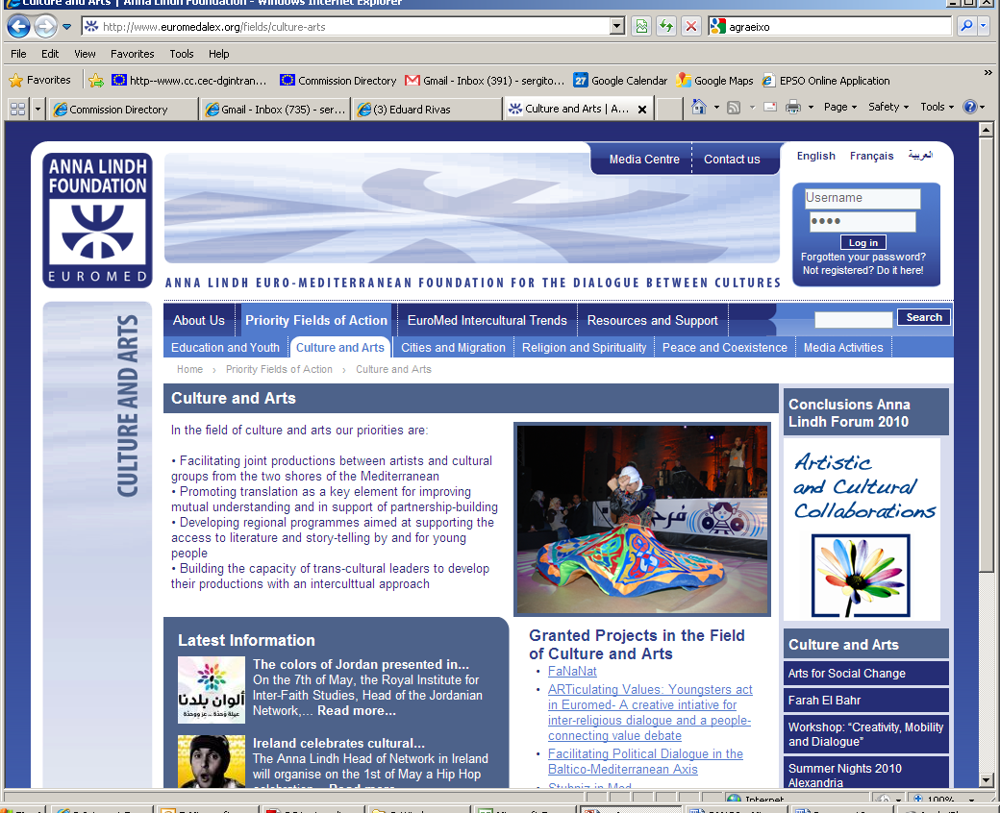 Culture and Arts | Anna Lindh Foundation - Windows Internet Explorer
http://www.euromedalex.org/fields/culture-arts
agraeixo
File Edit View Favorites Tools Help
Favorites http--www.cc.cec-dgintran... Commission Directory Gmail - Inbox (391) - sergito... 27 Google Calendar Google Maps EPSO Online Application »
Commission Directory Gmail - Inbox (735) - ser... (3) Eduard Rivas Culture and Arts | A... Page Safety Tools
ANNA LINDH
FOUNDATION
EUROMED
Media Centre Contact us
English Français العربية
Username
••••
Log in
Forgotten your password?
Not registered? Do it here!
ANNA LINDH EURO-MEDITERRANEAN FOUNDATION FOR THE DIALOGUE BETWEEN CULTURES
CULTURE AND ARTS
About Us Priority Fields of Action EuroMed Intercultural Trends Resources and Support Search
Education and Youth Culture and Arts Cities and Migration Religion and Spirituality Peace and Coexistence Media Activities
Home › Priority Fields of Action › Culture and Arts
Culture and Arts
In the field of culture and arts our priorities are:
• Facilitating joint productions between artists and cultural
groups from the two shores of the Mediterranean
• Promoting translation as a key element for improving
mutual understanding and in support of partnership-building
• Developing regional programmes aimed at supporting the
access to literature and story-telling by and for young
people
• Building the capacity of trans-cultural leaders to develop
their productions with an interculttual approach
Latest Information
ألوان بلدنا
The colors of Jordan presented in...
On the 7th of May, the Royal Institute for
Inter-Faith Studies, Head of the Jordanian
Network,... Read more...
Ireland celebrates cultural...
The Anna Lindh Head of Network in Ireland
will organise on the 1st of May a Hip Hop
celebration... Read more...
Granted Projects in the Field
of Culture and Arts
• FaNaNat
• ARTiculating Values: Youngsters act
in Euromed- A creative intiative for
inter-religious dialogue and a people-
connecting value debate
• Facilitating Political Dialogue in the
Baltico-Mediterranean Axis
Conclusions Anna
Lindh Forum 2010
Artistic
and Cultural
Collaborations
Culture and Arts
Arts for Social Change
Farah El Bahr
Workshop: “Creativity, Mobility
and Dialogue”
Summer Nights 2010
Alexandria
Internet 100%